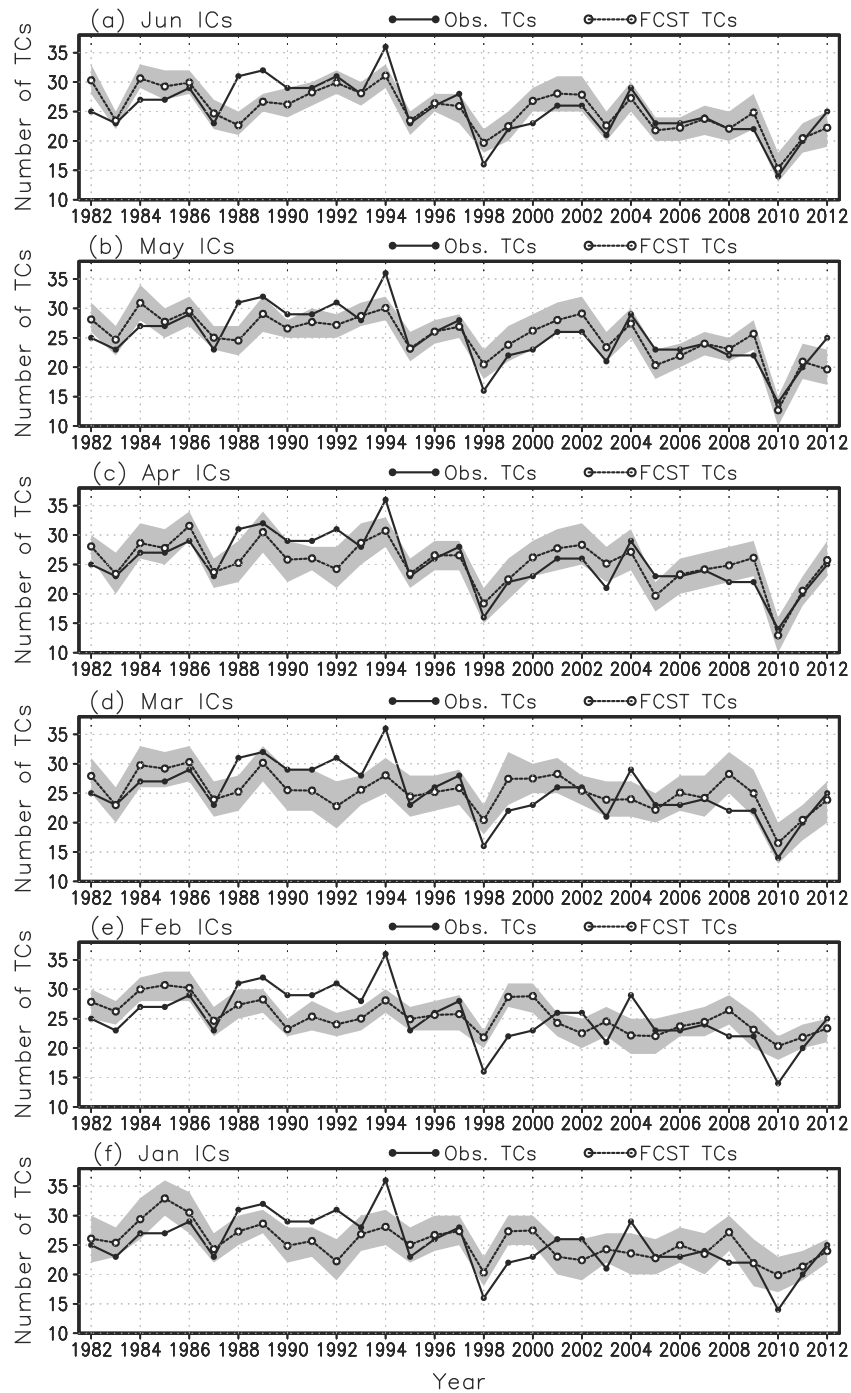 (a) Jun ICs Obs. TCs FCST TCs
Number of TCs
35
30
25
20
15
10
1982 1984 1986 1988 1990 1992 1994 1996 1998 2000 2002 2004 2006 2008 2010 2012
(b) May ICs Obs. TCs FCST TCs
Number of TCs
35
30
25
20
15
10
1982 1984 1986 1988 1990 1992 1994 1996 1998 2000 2002 2004 2006 2008 2010 2012
(c) Apr ICs Obs. TCs FCST TCs
Number of TCs
35
30
25
20
15
10
1982 1984 1986 1988 1990 1992 1994 1996 1998 2000 2002 2004 2006 2008 2010 2012
(d) Mar ICs Obs. TCs FCST TCs
Number of TCs
35
30
25
20
15
10
1982 1984 1986 1988 1990 1992 1994 1996 1998 2000 2002 2004 2006 2008 2010 2012
(e) Feb ICs Obs. TCs FCST TCs
Number of TCs
35
30
25
20
15
10
1982 1984 1986 1988 1990 1992 1994 1996 1998 2000 2002 2004 2006 2008 2010 2012
(f) Jan ICs Obs. TCs FCST TCs
Number of TCs
35
30
25
20
15
10
1982 1984 1986 1988 1990 1992 1994 1996 1998 2000 2002 2004 2006 2008 2010 2012
Year